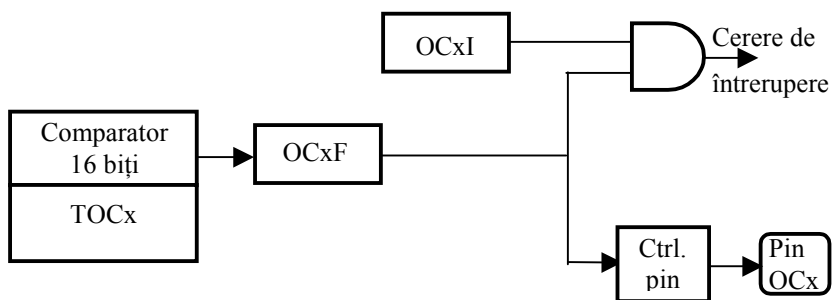 OCxI
Cerere de
întrerupere
Comparator
16 biți
OCxF
TOCx
Ctrl.
pin
Pin
OCx